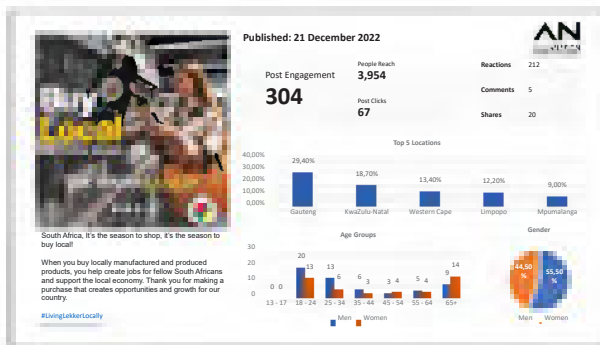 Published: 21 December 2022
AN
Buy
Local
Post Engagement
304
People Reach
3,954
Post Clicks
67
Reactions 212
Comments 5
Shares 20
Top 5 Locations
40,00%
30,00%
20,00%
10,00%
0,00%
29,40%
18,70%
13,40%
12,20%
9,00%
Gauteng KwaZulu-Natal Western Cape Limpopo Mpumalanga
South Africa, It's the season to shop, it's the season to
buy local!
When you buy locally manufactured and produced
products, you help create jobs for fellow South Africans
and support the local economy. Thank you for making a
purchase that creates opportunities and growth for our
country.
#LivingLekkerLocally
Age Groups
30
20
10
0
0 0
20 13
13 6
6 3
3 4
5 4
9 14
13 - 17 18 - 24 25 - 34 35 - 44 45 - 54 55 - 64 65+
Men Women
Gender
44,50
%
55,50
%
Men Women